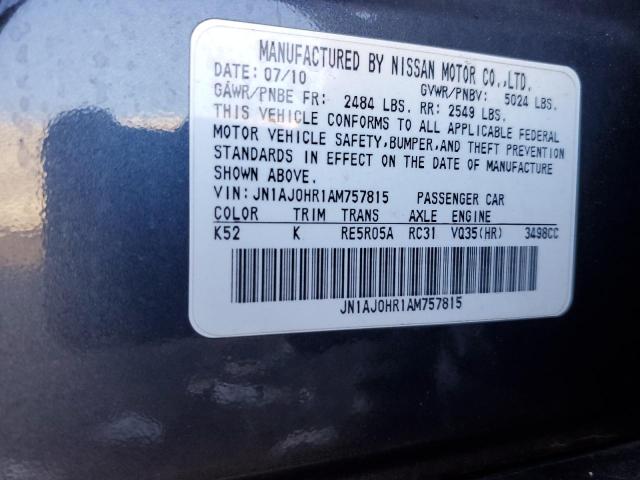 MANUFACTURED BY NISSAN MOTOR CO.,LTD.
DATE: 07/10 GVWR/PNBV: 5024 LBS.
GAWR/PNBE FR: 2484 LBS. RR: 2549 LBS.
THIS VEHICLE CONFORMS TO ALL APPLICABLE FEDERAL
MOTOR VEHICLE SAFETY,BUMPER,AND THEFT PREVENTION
STANDARDS IN EFFECT ON THE DATE OF MANUFACTURE
SHOWN ABOVE.
VIN: JN1AJ0HR1AM757815 PASSENGER CAR
COLOR TRIM TRANS AXLE ENGINE
K52 K RE5R05A RC31 VQ35(HR) 3498CC
JN1AJ0HR1AM757815